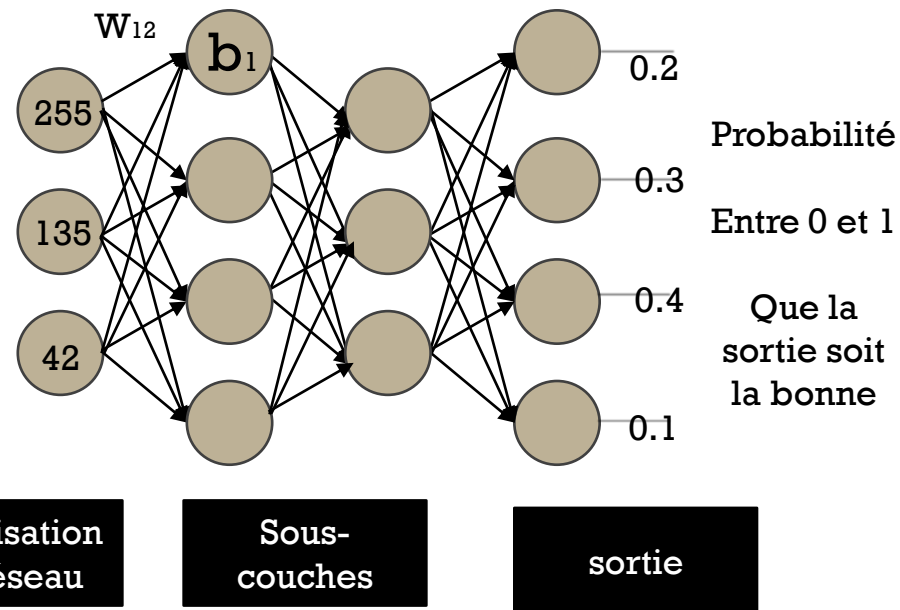 W12
b1
255
135
42
0.2
0.3
0.4
0.1
Probabilité
Entre 0 et 1
Que la
sortie soit
la bonne
Sous-
couches
sortie